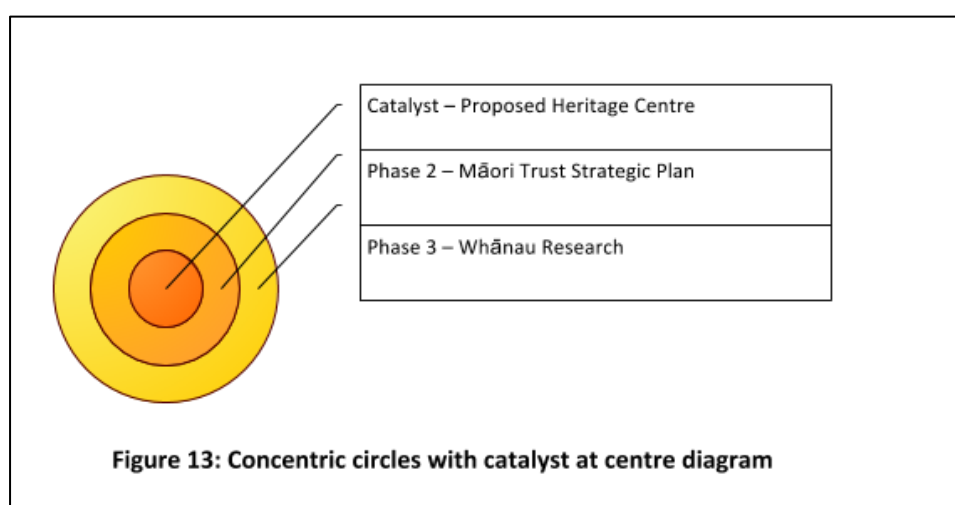 Catalyst – Proposed Heritage Centre
Phase 2 – Māori Trust Strategic Plan
Phase 3 – Whānau Research
Figure 13: Concentric circles with catalyst at centre diagram